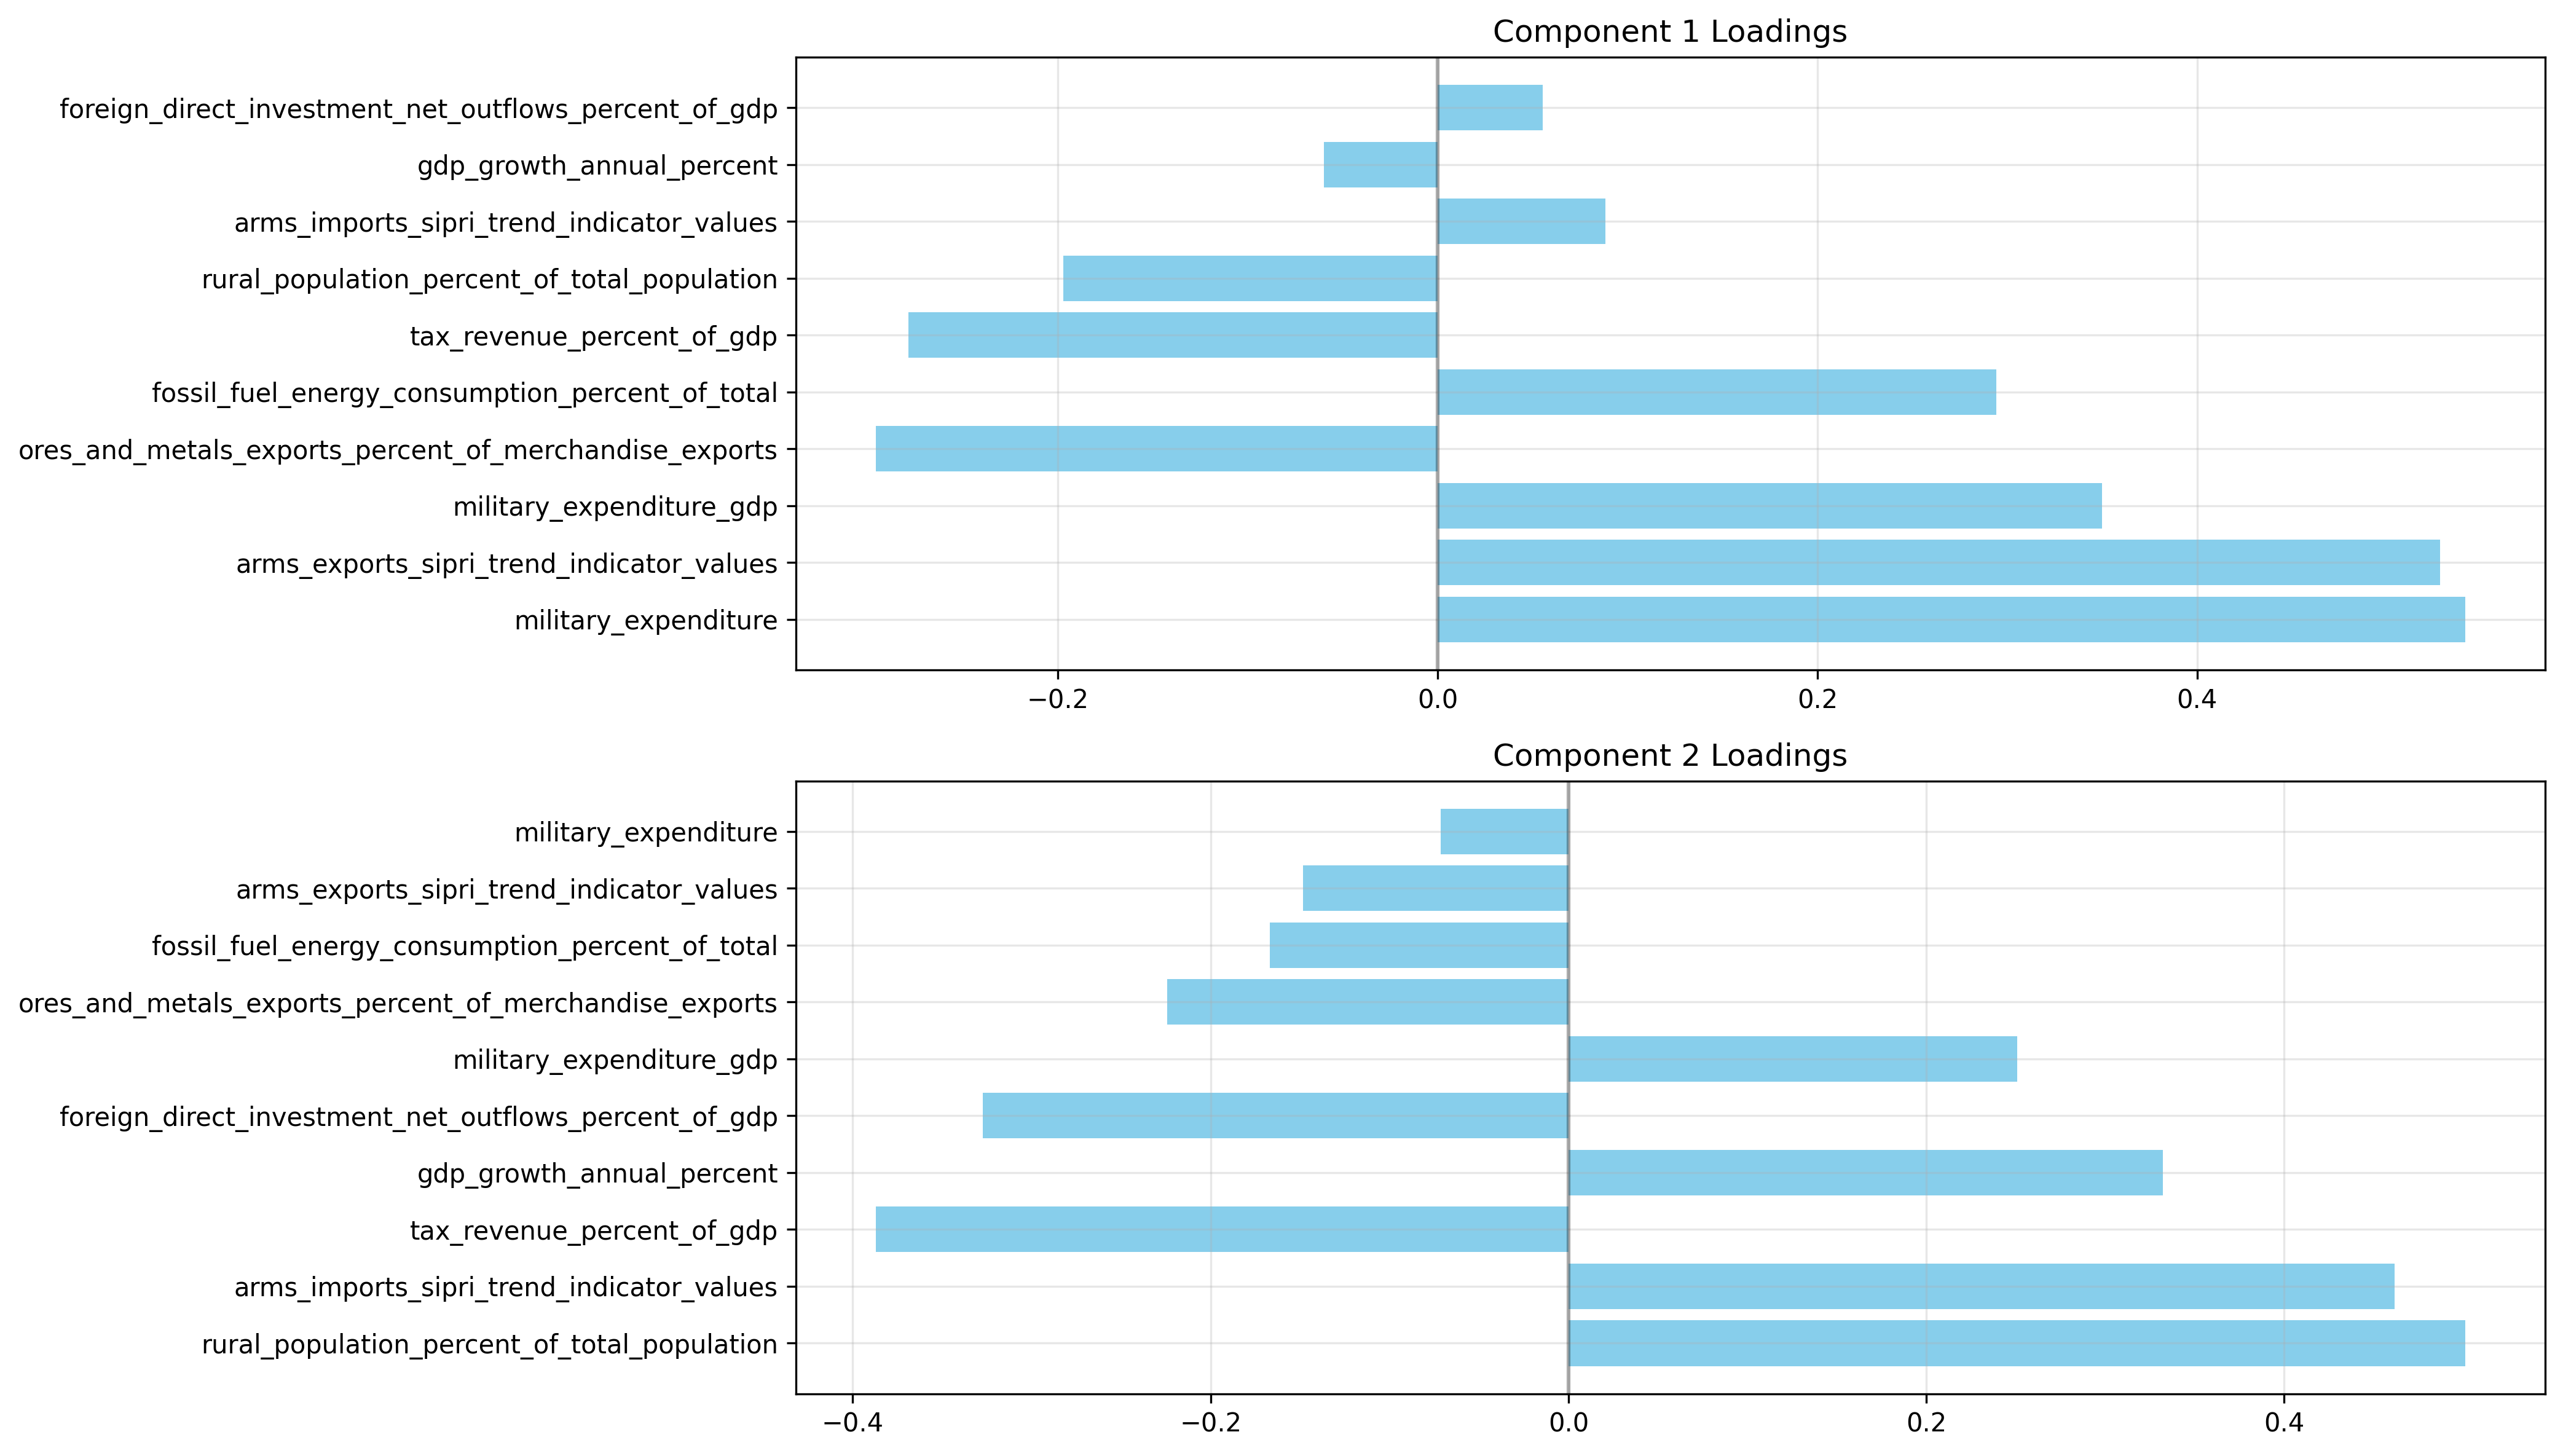 Component 1 Loadings
foreign_direct_investment_net_outflows_percent_of_gdp
gdp_growth_annual_percent
arms_imports_sipri_trend_indicator_values
rural_population_percent_of_total_population
tax_revenue_percent_of_gdp
fossil_fuel_energy_consumption_percent_of_total
ores_and_metals_exports_percent_of_merchandise_exports
military_expenditure_gdp
arms_exports_sipri_trend_indicator_values
military_expenditure
−0.2 0.0 0.2 0.4
Component 2 Loadings
military_expenditure
arms_exports_sipri_trend_indicator_values
fossil_fuel_energy_consumption_percent_of_total
ores_and_metals_exports_percent_of_merchandise_exports
military_expenditure_gdp
foreign_direct_investment_net_outflows_percent_of_gdp
gdp_growth_annual_percent
tax_revenue_percent_of_gdp
arms_imports_sipri_trend_indicator_values
rural_population_percent_of_total_population
−0.4 −0.2 0.0 0.2 0.4